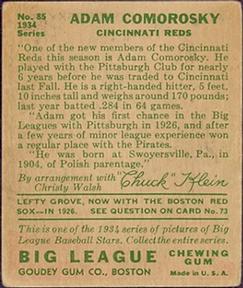 No. 85
1934
Series
ADAM COMOROSKY
CINCINNATI REDS
"One of the new members of the Cincinnati
Reds this season is Adam Comorosky. He
played with the Pittsburgh Club for nearly
6 years before he was traded to Cincinnati
last Fall. He is a right-handed hitter, 5 feet,
10 inches tall and weighs around 170 pounds;
last year batted .284 in 64 games.
"Adam got his first chance in the Big
Leagues with Pittsburgh in 1926, and after
a few years of minor league experience won
a regular place with the Pirates.
"He was born at Swoyersville, Pa., in
1904, of Polish parentage."
By arrangement with
Christy Walsh
"Chuck" Klein
LEFTY GROVE, NOW WITH THE BOSTON RED
SOX—IN 1926. SEE QUESTION ON CARD No. 73
This is one of the 1934 series of pictures of Big
League Baseball Stars. Collect the entire series.
BIG LEAGUE CHEWING GUM
GOUDEY GUM CO., BOSTON Made in U.S.A.